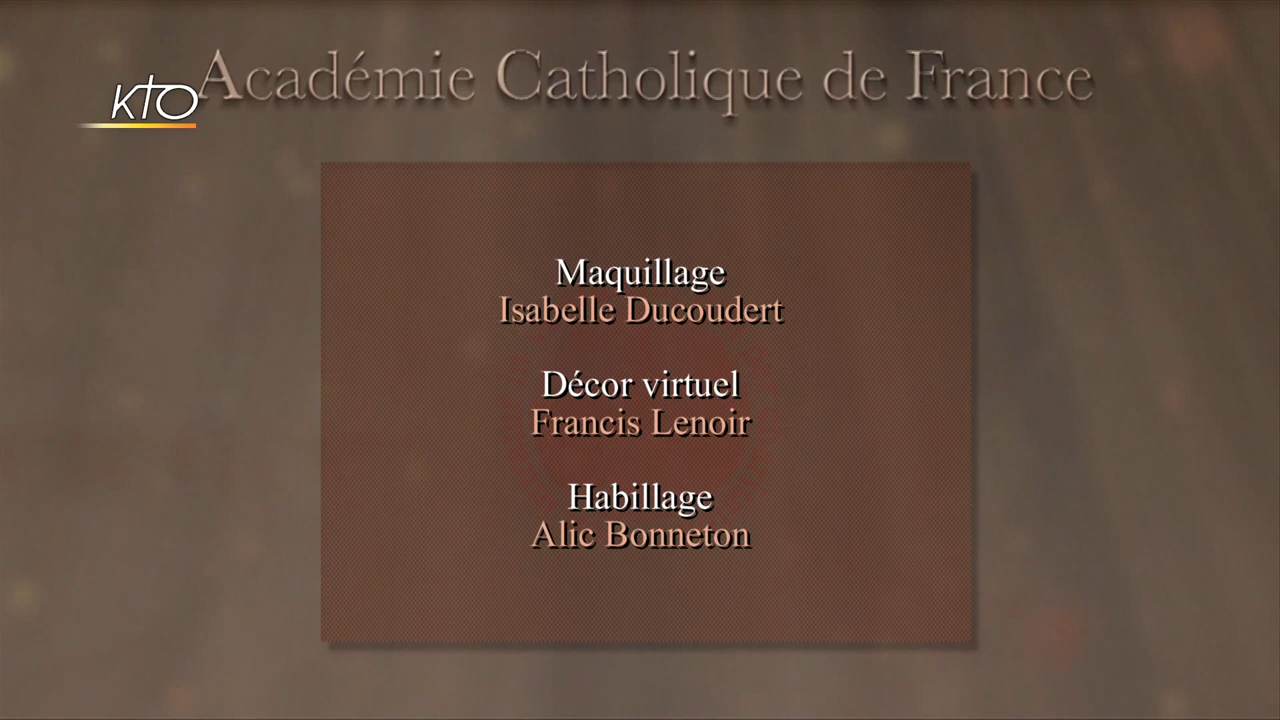 Académie Catholique de France
KTO
Maquillage
Isabelle Ducoudert
Décor virtuel
Francis Lenoir
Habillage
Alic Bonneton